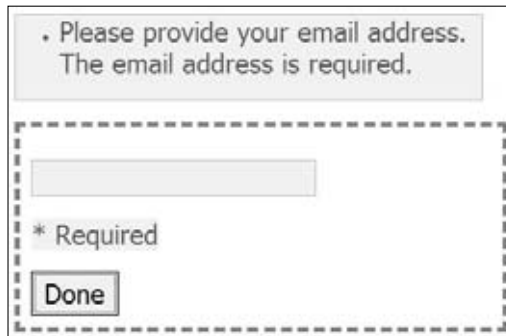 • Please provide your email address.
The email address is required.
* Required
Done